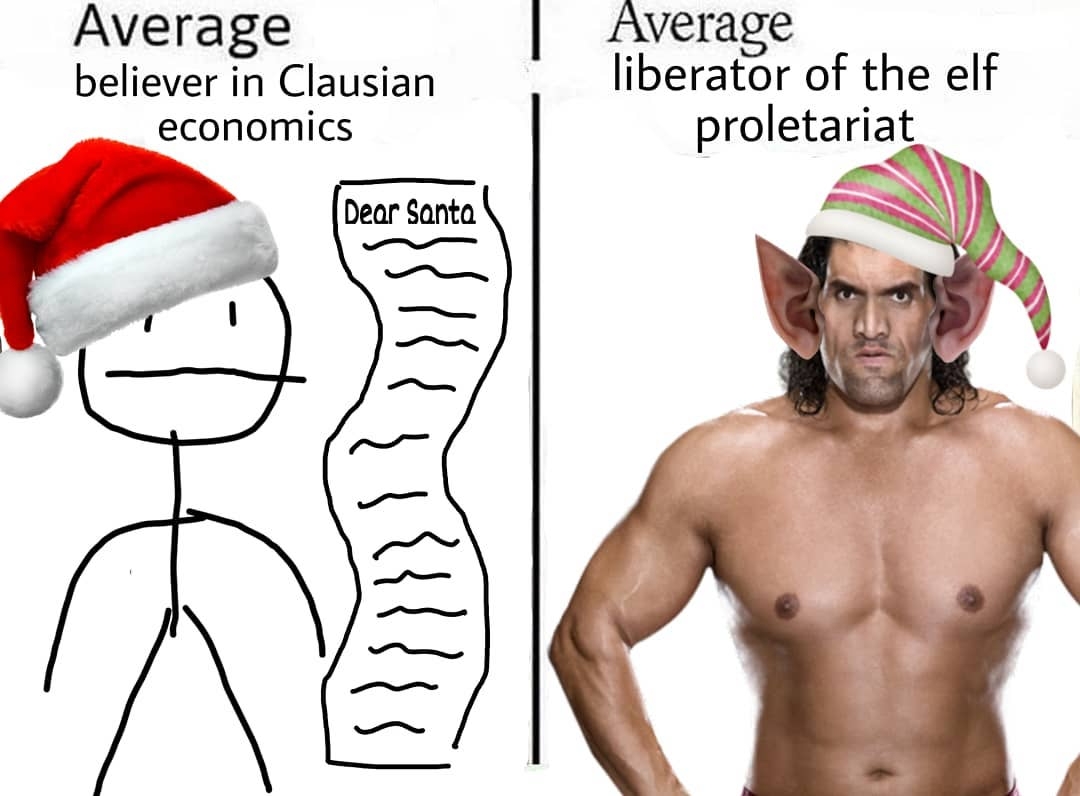 Average
believer in Clausian
economics
Dear Santa
Average
liberator of the elf
proletariat